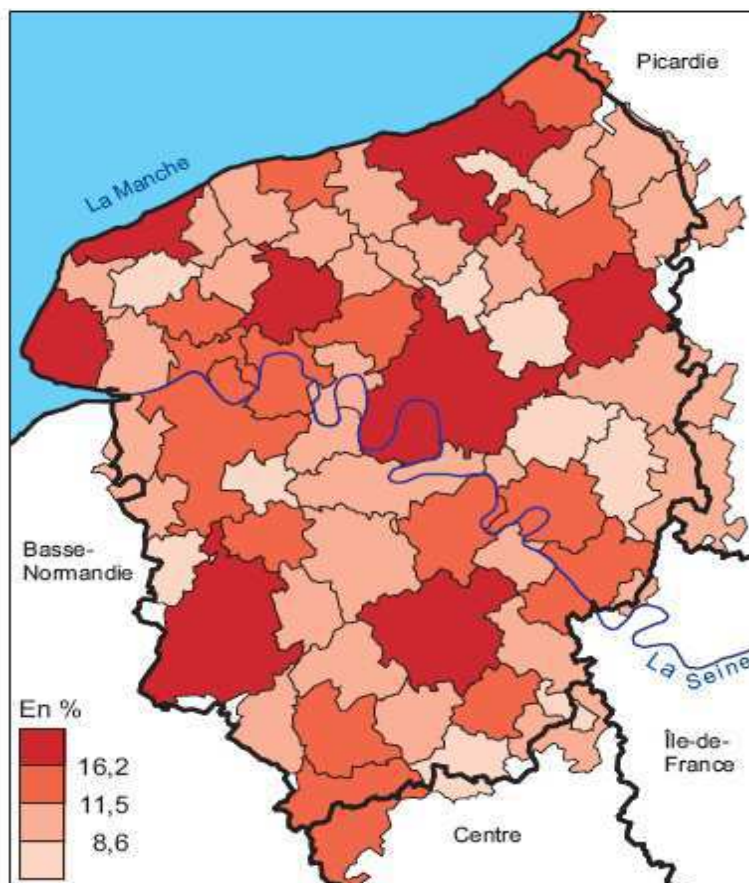 Picardie
La Manche
Basse-
Normandie
La Seine
Île-de-
France
Centre
En %
16,2
11,5
8,6